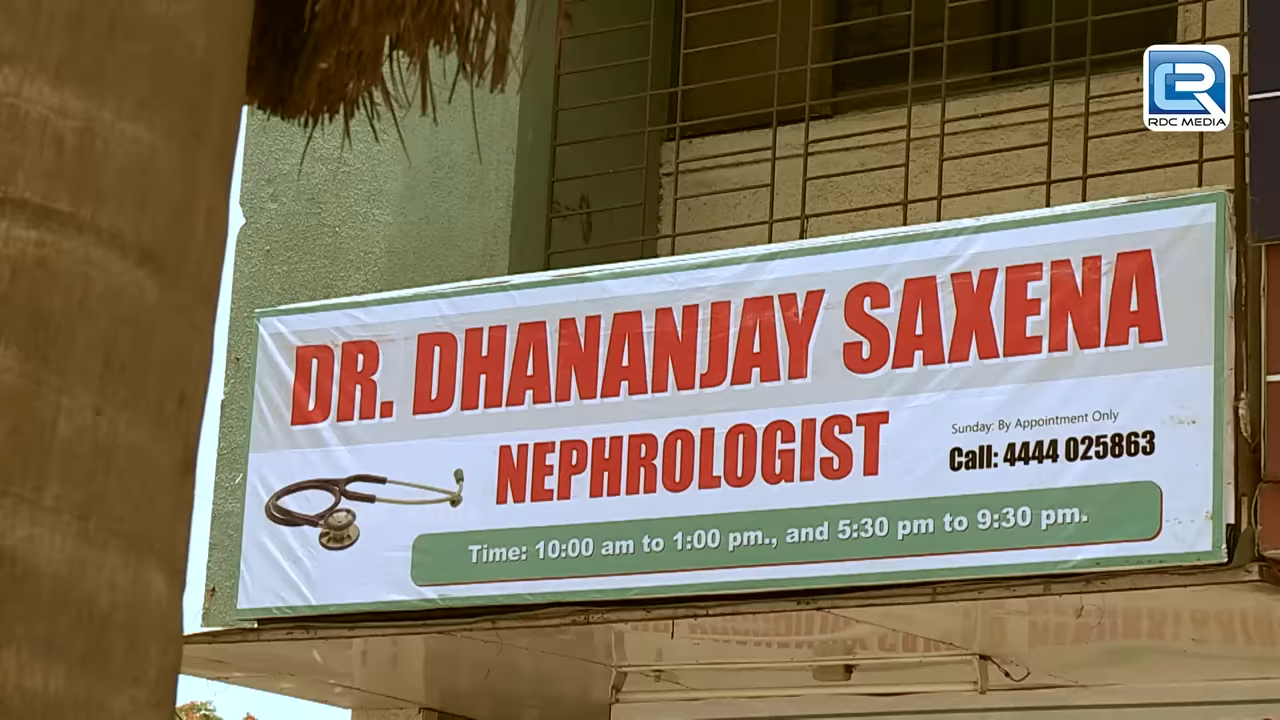 RDC MEDIA
DR. DHANANJAY SAXENA
NEPHROLOGIST
Sunday: By Appointment Only
Call: 4444 025863
Time: 10:00 am to 1:00 pm., and 5:30 pm to 9:30 pm.